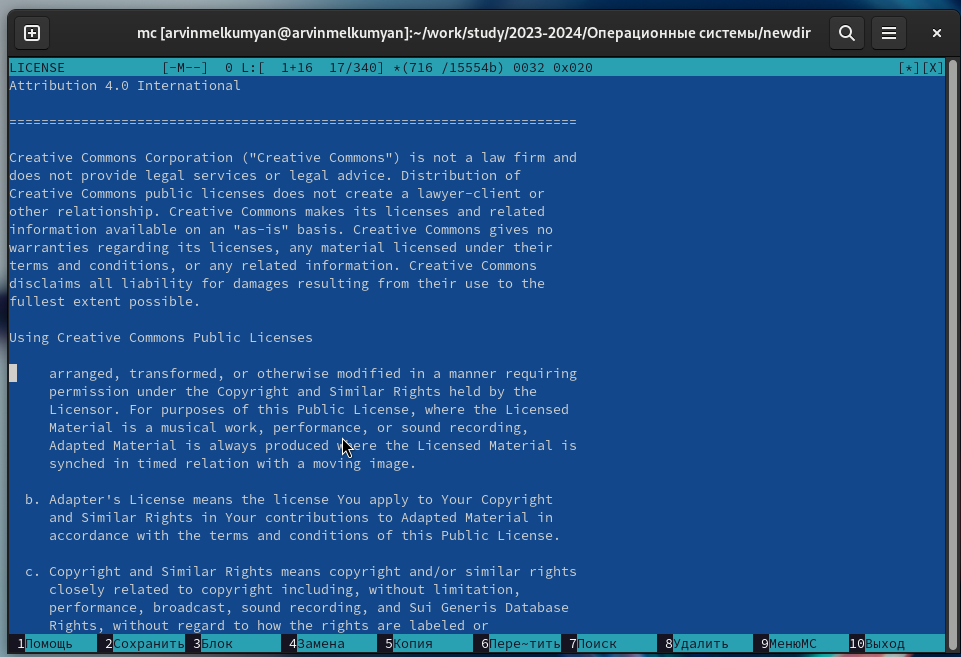 mc [arvinmelkumyan@arvinmelkumyan]:~/work/study/2023-2024/Операционные системы/newdir
LICENSE [-M--] 0 L:[ 1+16 17/340] *(716 /15554b) 0032 0x020 [*][X]
Attribution 4.0 International
=======================================================================
Creative Commons Corporation ("Creative Commons") is not a law firm and
does not provide legal services or legal advice. Distribution of
Creative Commons public licenses does not create a lawyer-client or
other relationship. Creative Commons makes its licenses and related
information available on an "as-is" basis. Creative Commons gives no
warranties regarding its licenses, any material licensed under their
terms and conditions, or any related information. Creative Commons
disclaims all liability for damages resulting from their use to the
fullest extent possible.
Using Creative Commons Public Licenses
arranged, transformed, or otherwise modified in a manner requiring
permission under the Copyright and Similar Rights held by the
Licensor. For purposes of this Public License, where the Licensed
Material is a musical work, performance, or sound recording,
Adapted Material is always produced where the Licensed Material is
synched in timed relation with a moving image.
b. Adapter's License means the license You apply to Your Copyright
and Similar Rights in Your contributions to Adapted Material in
accordance with the terms and conditions of this Public License.
c. Copyright and Similar Rights means copyright and/or similar rights
closely related to copyright including, without limitation,
performance, broadcast, sound recording, and Sui Generis Database
Rights, without regard to how the rights are labeled or
1Помощь 2Сохранить 3Блок 4Замена 5Копия 6Пере~тить 7Поиск 8Удалить 9МенюMC 10Выход